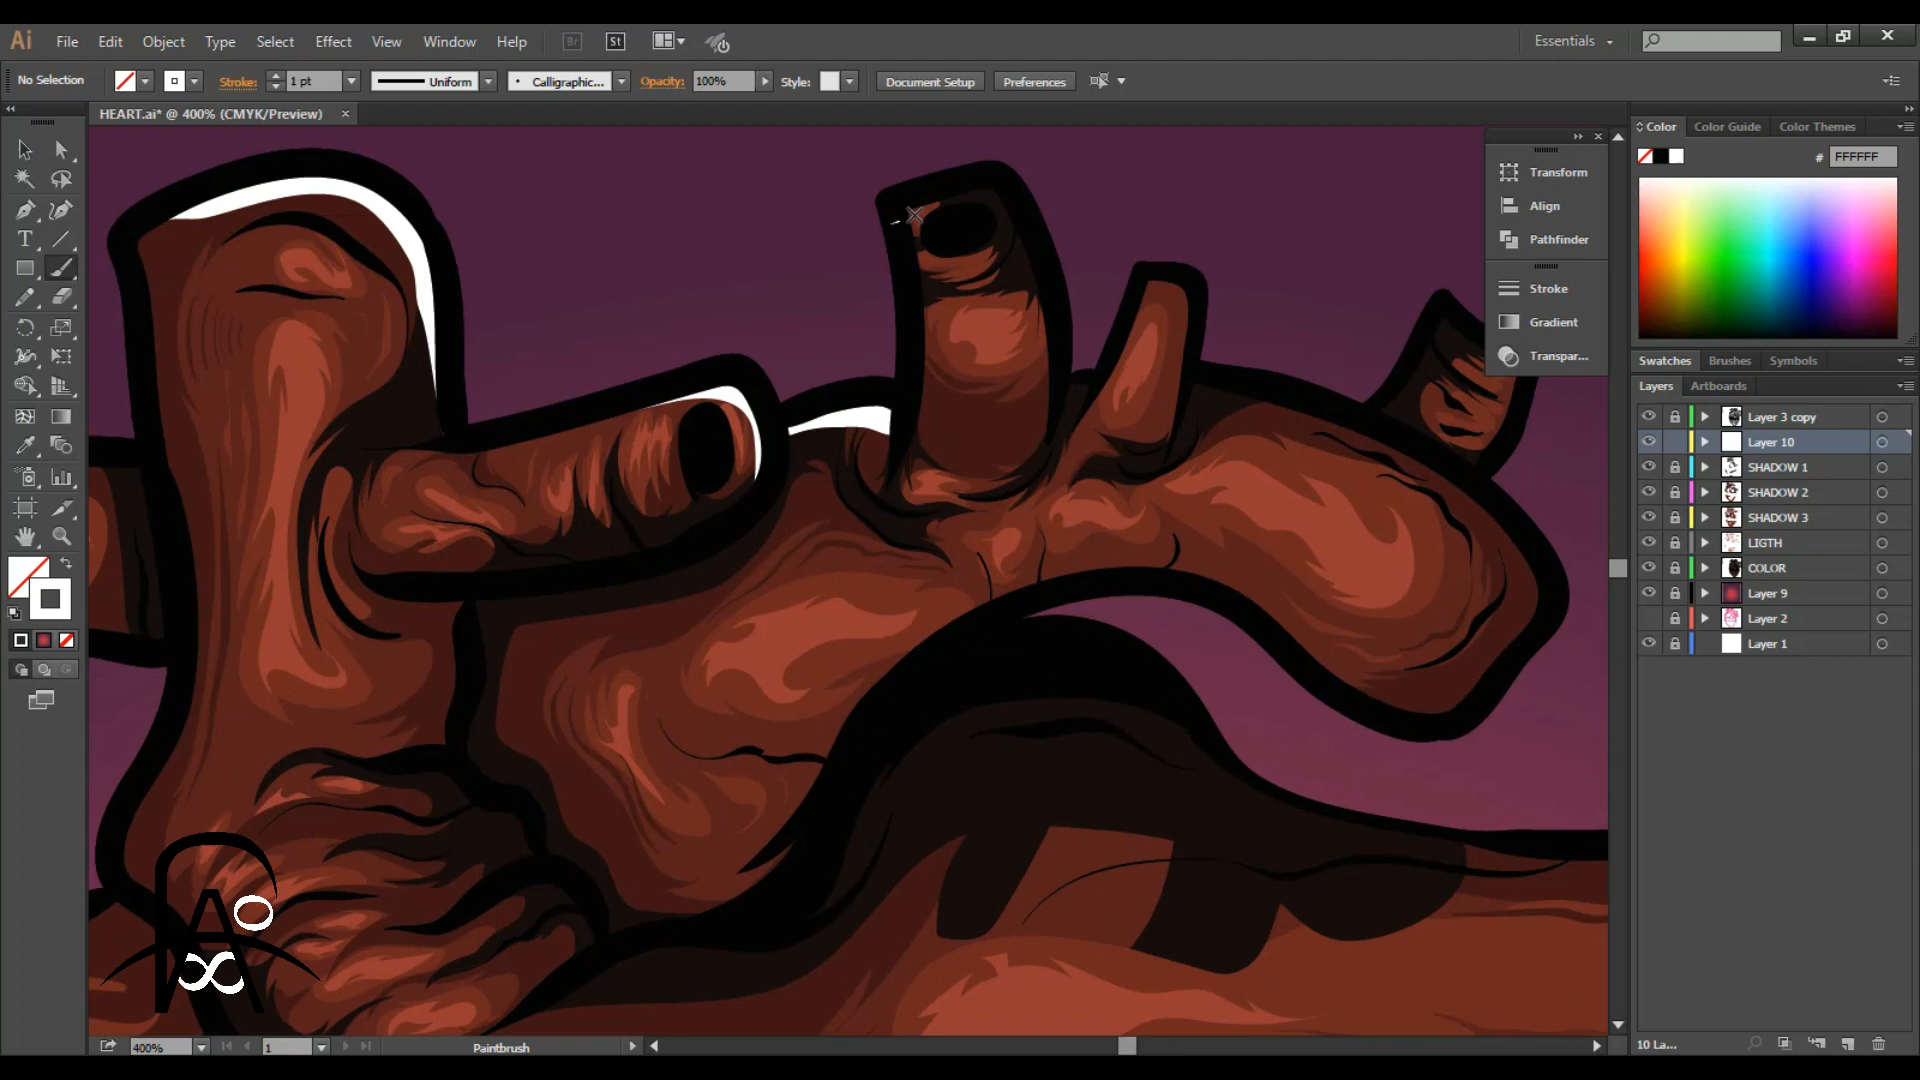 Ai File Edit Object Type Select Effect View Window Help Br St Essentials
No Selection Stroke: 1 pt Uniform Calligraphic... Opacity: 100% Style: Document Setup Preferences
HEART.ai* @ 400% (CMYK/Preview)
Color Color Guide Color Themes
# FFFFFF
Transform
Align
Pathfinder
Stroke
Gradient
Transpar...
Swatches Brushes Symbols
Layers Artboards
Layer 3 copy
Layer 10
SHADOW 1
SHADOW 2
SHADOW 3
LIGTH
COLOR
Layer 9
Layer 2
Layer 1
400% 1 Paintbrush
10 La...